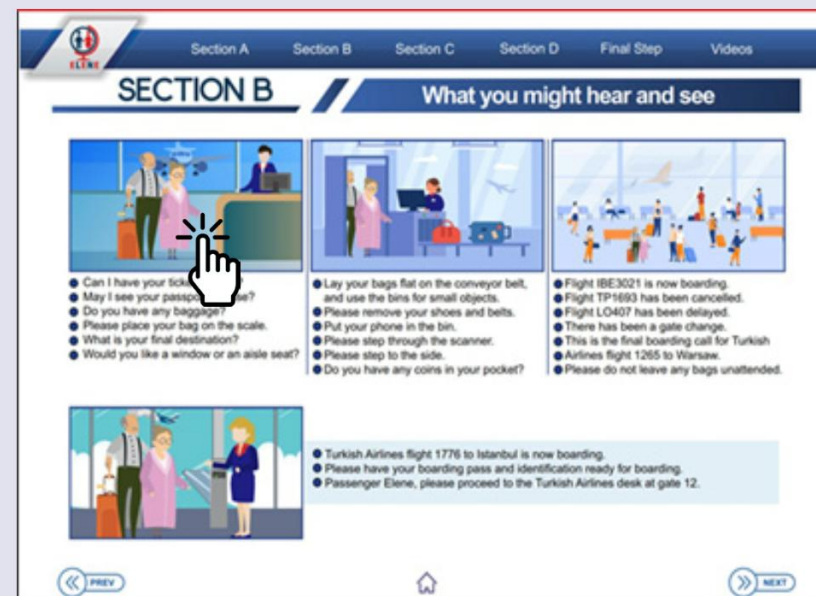 ELENE
Section A
Section B
Section C
Section D
Final Step
Videos
SECTION B
What you might hear and see
Can I have your
May I see your
Do you have any baggage?
Please place your bag on the scale.
What is your final destination?
Would you like a window or an aisle seat?
Lay your bags flat on the conveyor belt,
and use the bins for small objects.
Please remove your shoes and belts.
Put your phone in the bin.
Please step through the scanner.
Please step to the side.
Do you have any coins in your pocket?
Flight IBE3021 is now boarding.
Flight TP1693 has been cancelled.
Flight LO407 has been delayed.
There has been a gate change.
This is the final boarding call for Turkish
Airlines flight 1265 to Warsaw.
Please do not leave any bags unattended.
Turkish Airlines flight 1776 to Istanbul is now boarding.
Please have your boarding pass and identification ready for boarding.
Passenger Elene, please proceed to the Turkish Airlines desk at gate 12.
PREV
NEXT